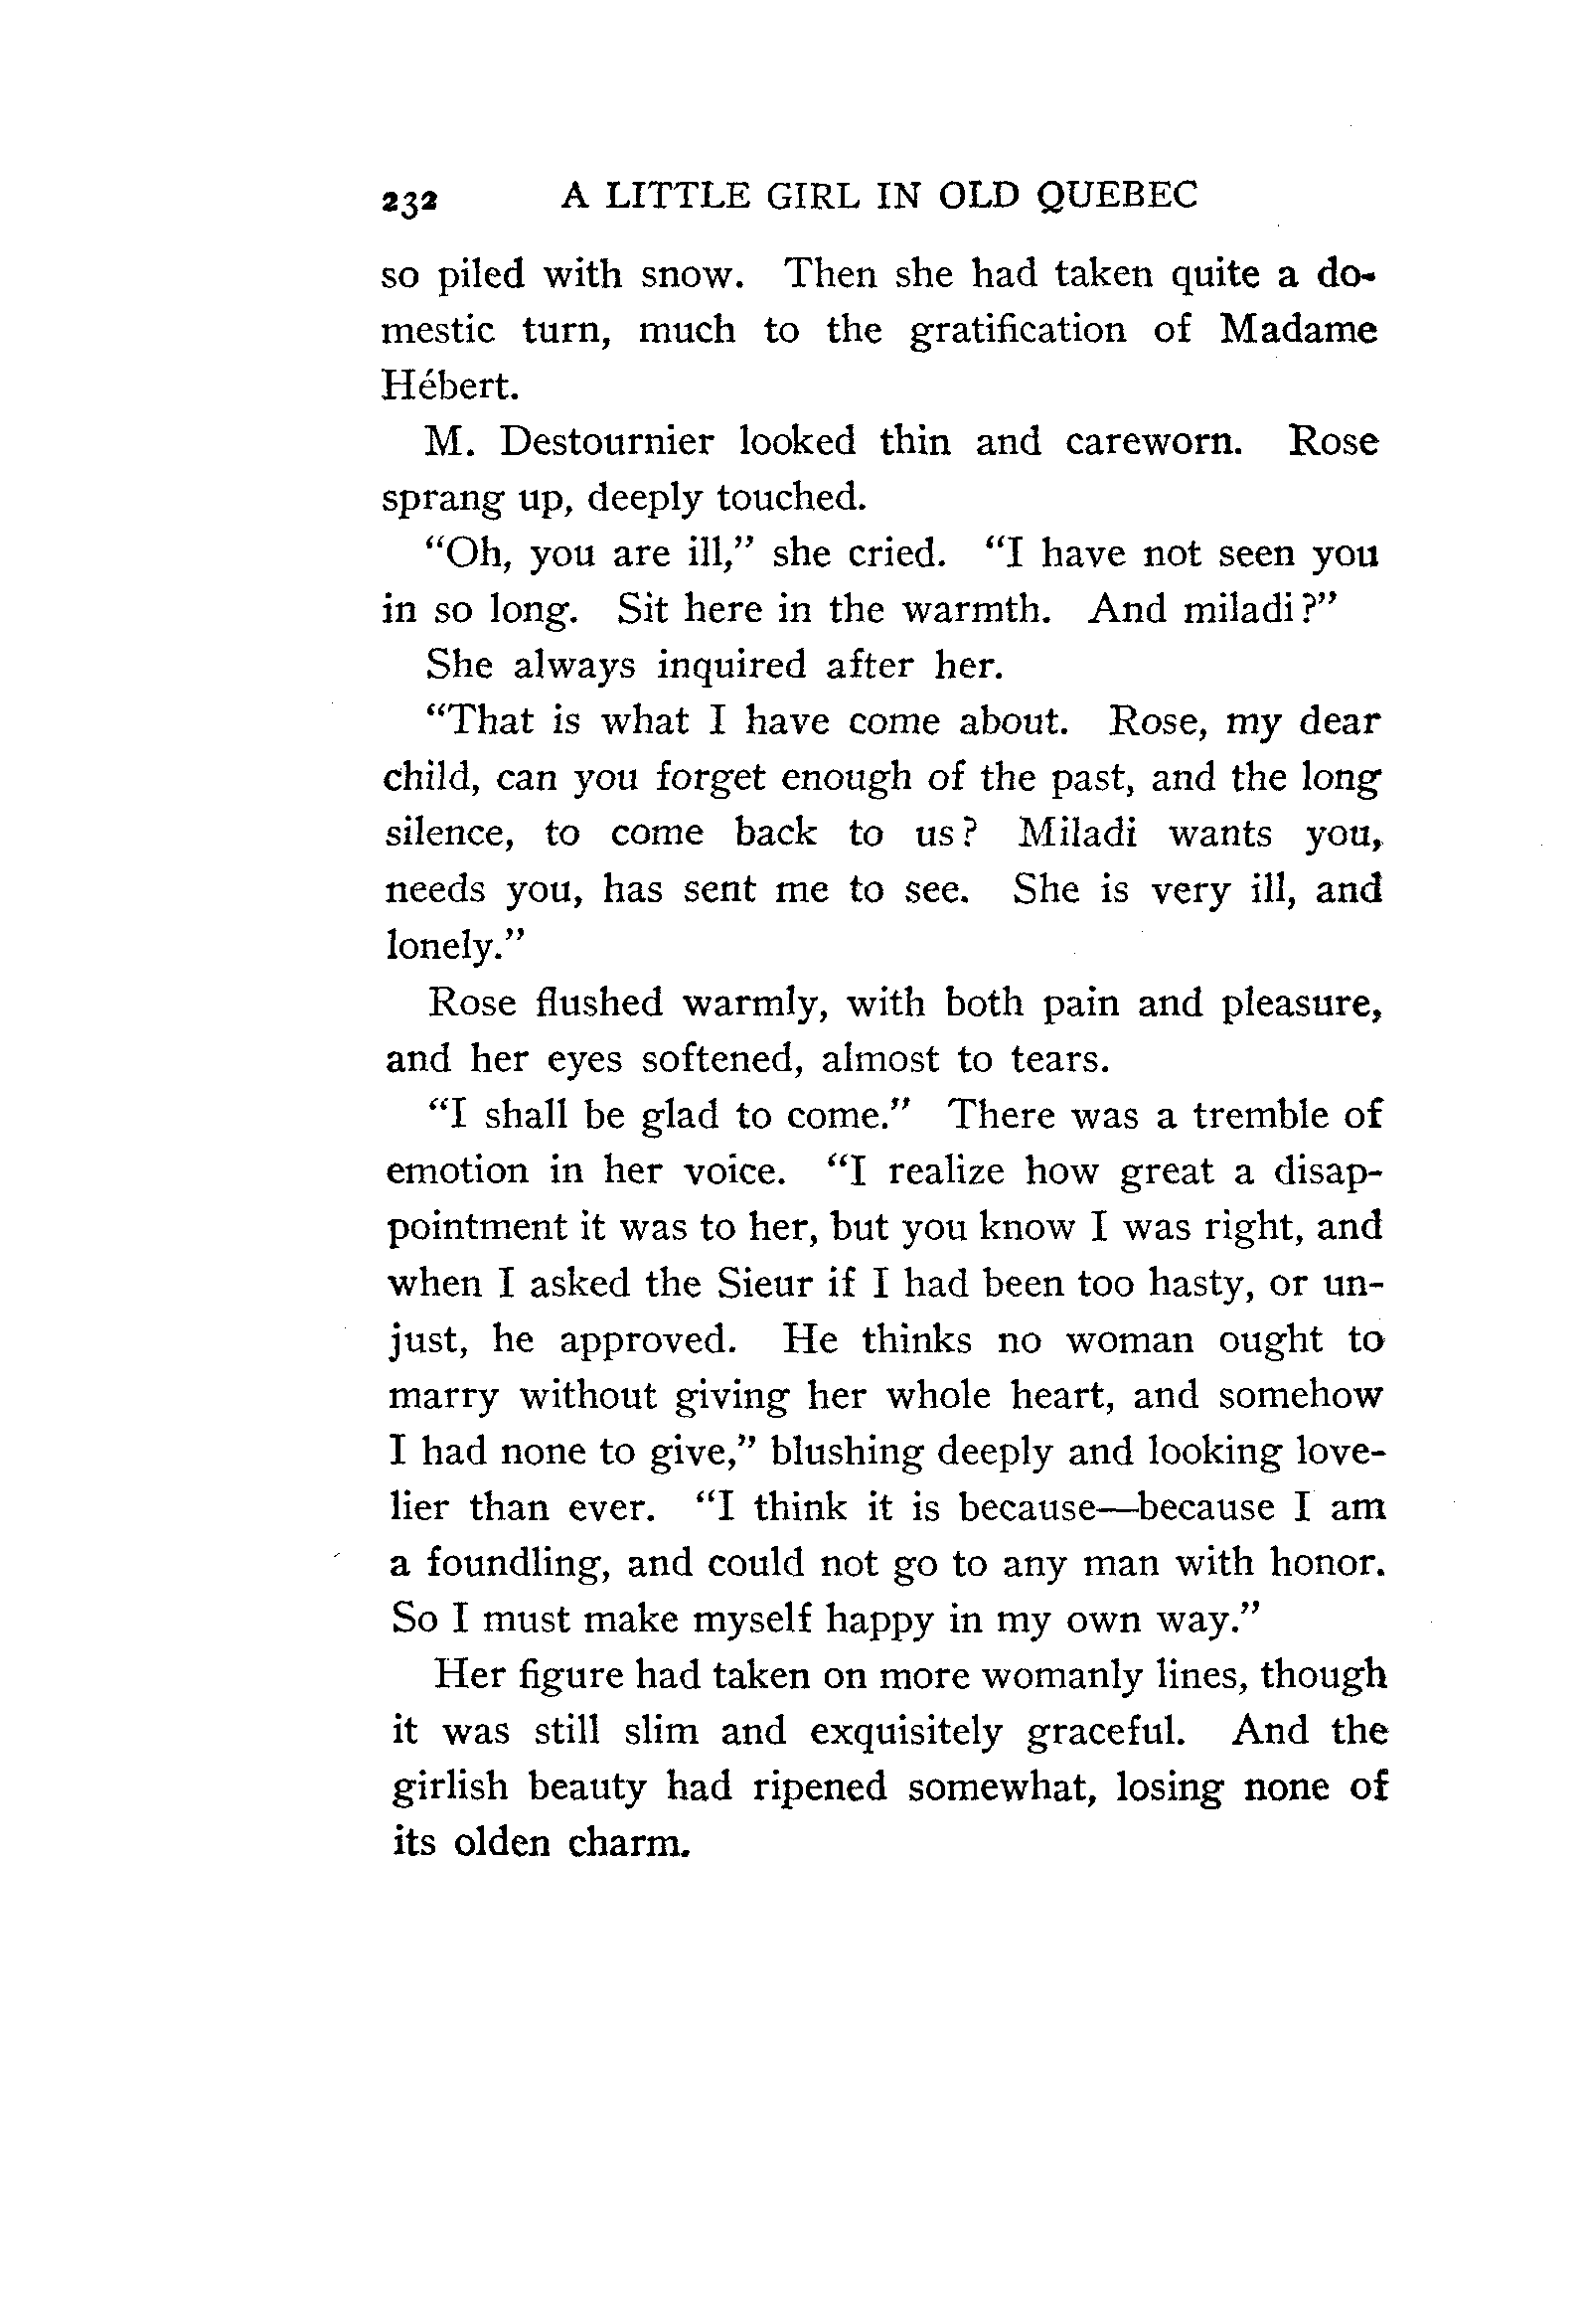 232 A LITTLE GIRL IN OLD QUEBEC
so piled with snow. Then she had taken quite a do-
mestic turn, much to the gratification of Madame
Hébert.
M. Destournier looked thin and careworn. Rose
sprang up, deeply touched.
“Oh, you are ill,” she cried. “I have not seen you
in so long. Sit here in the warmth. And miladi?”
She always inquired after her.
“That is what I have come about. Rose, my dear
child, can you forget enough of the past, and the long
silence, to come back to us? Miladi wants you,
needs you, has sent me to see. She is very ill, and
lonely.”
Rose flushed warmly, with both pain and pleasure,
and her eyes softened, almost to tears.
“I shall be glad to come.” There was a tremble of
emotion in her voice. “I realize how great a disap-
pointment it was to her, but you know I was right, and
when I asked the Sieur if I had been too hasty, or un-
just, he approved. He thinks no woman ought to
marry without giving her whole heart, and somehow
I had none to give,” blushing deeply and looking love-
lier than ever. “I think it is because—because I am
a foundling, and could not go to any man with honor.
So I must make myself happy in my own way.”
Her figure had taken on more womanly lines, though
it was still slim and exquisitely graceful. And the
girlish beauty had ripened somewhat, losing none of
its olden charm.